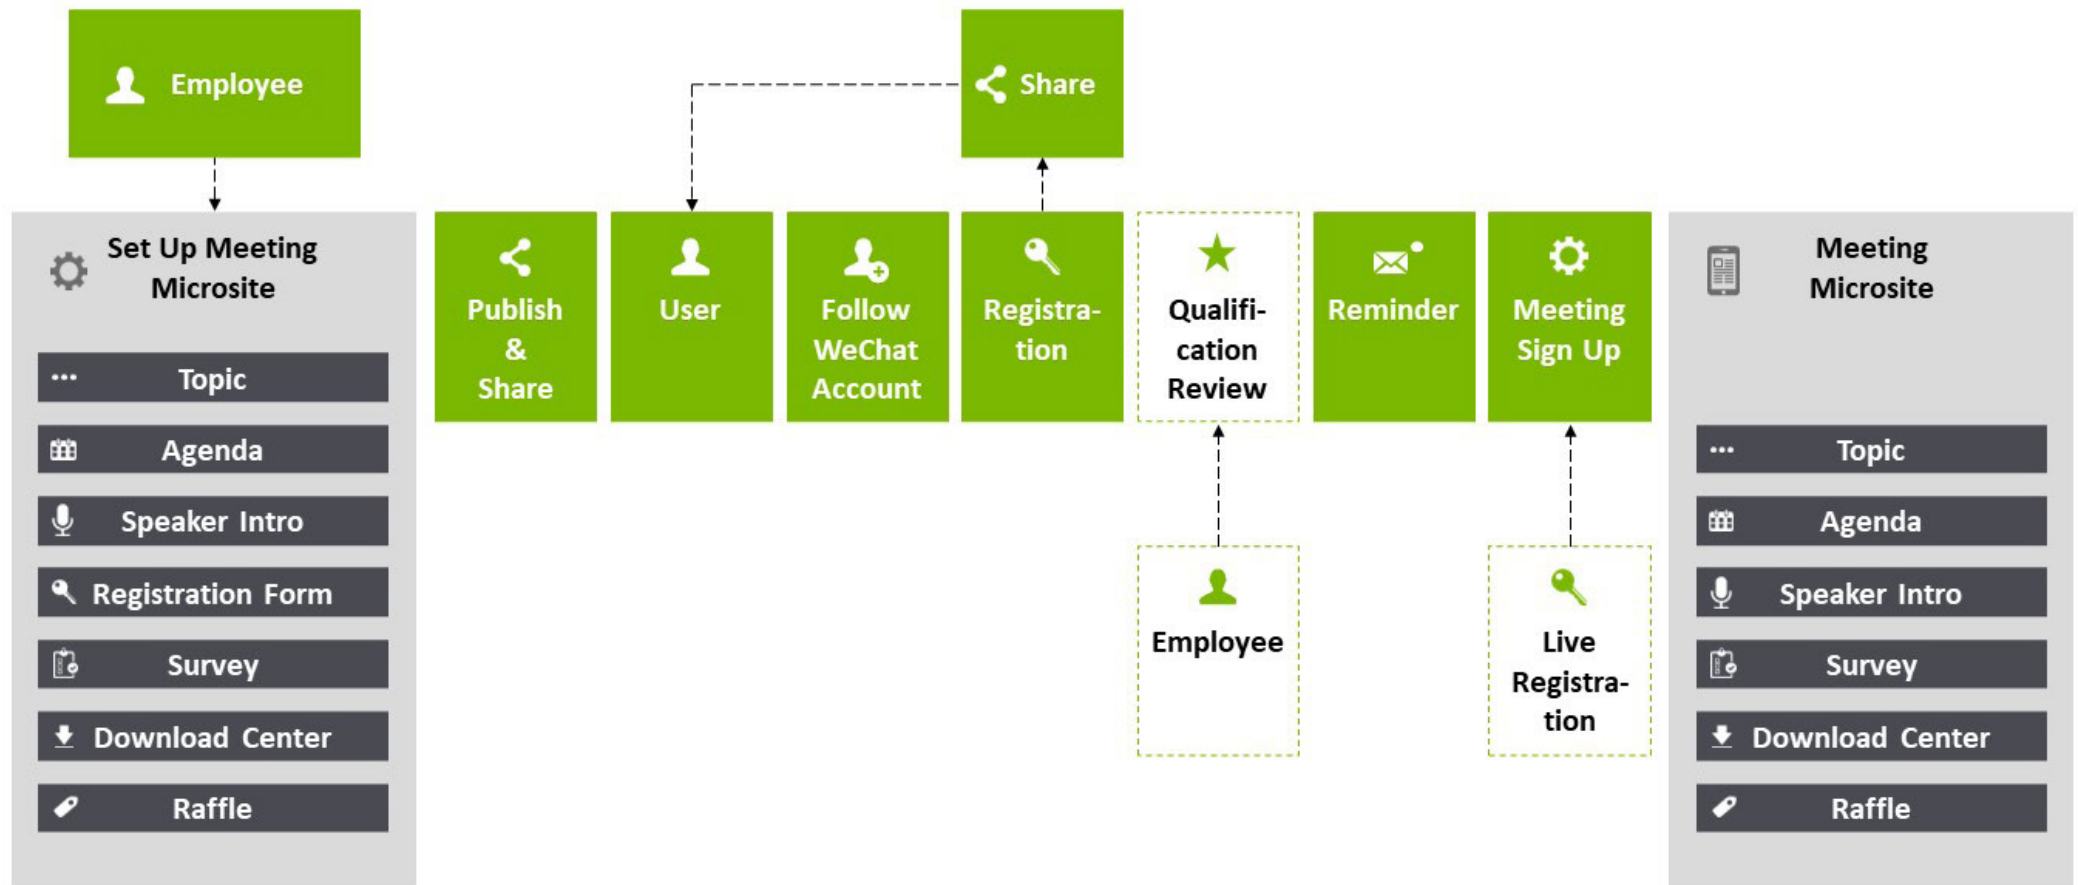 Employee
Share
Set Up Meeting
Microsite
Topic
Agenda
Speaker Intro
Registration Form
Survey
Download Center
Raffle
Publish
&
Share
User
Follow
WeChat
Account
Registra-
tion
Qualifi-
cation
Review
Reminder
Meeting
Sign Up
Employee
Live
Registra-
tion
Meeting
Microsite
Topic
Agenda
Speaker Intro
Survey
Download Center
Raffle